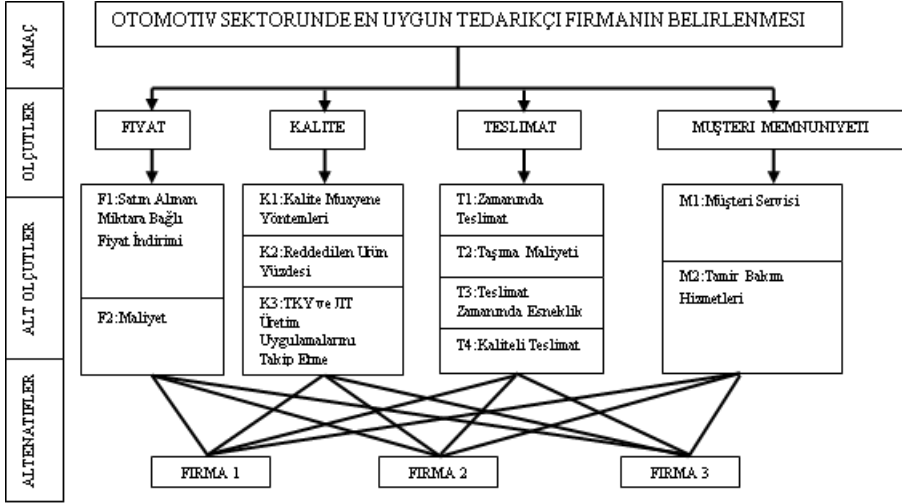 AMAÇ
OTOMOTIV SEKTORUNDE EN UYGUN TEDARIKÇI FIRMANIN BELIRLENMESI
OLÇUTLER
FIYAT
KALITE
TESLIMAT
MUŞTERI MEMNUNIYETI
ALT OLÇUTLER
F1:Satın Alınan
Miktara Bağlı
Fiyat İndirimi
F2:Maliyet
K1:Kalite Muayene
Yöntemleri
K2:Reddedilen Ürün
Yüzdesi
K3:TKY ve JIT
Üretim
Uygulamalarını
Takip Etme
T1:Zamanında
Teslimat
T2:Taşıma Maliyeti
T3:Teslimat
Zamanında Esneklik
T4:Kaliteli Teslimat
M1:Müşteri Servisi
M2:Tamir Bakım
Hizmetleri
ALTENATIFLER
FIRMA 1
FIRMA 2
FIRMA 3